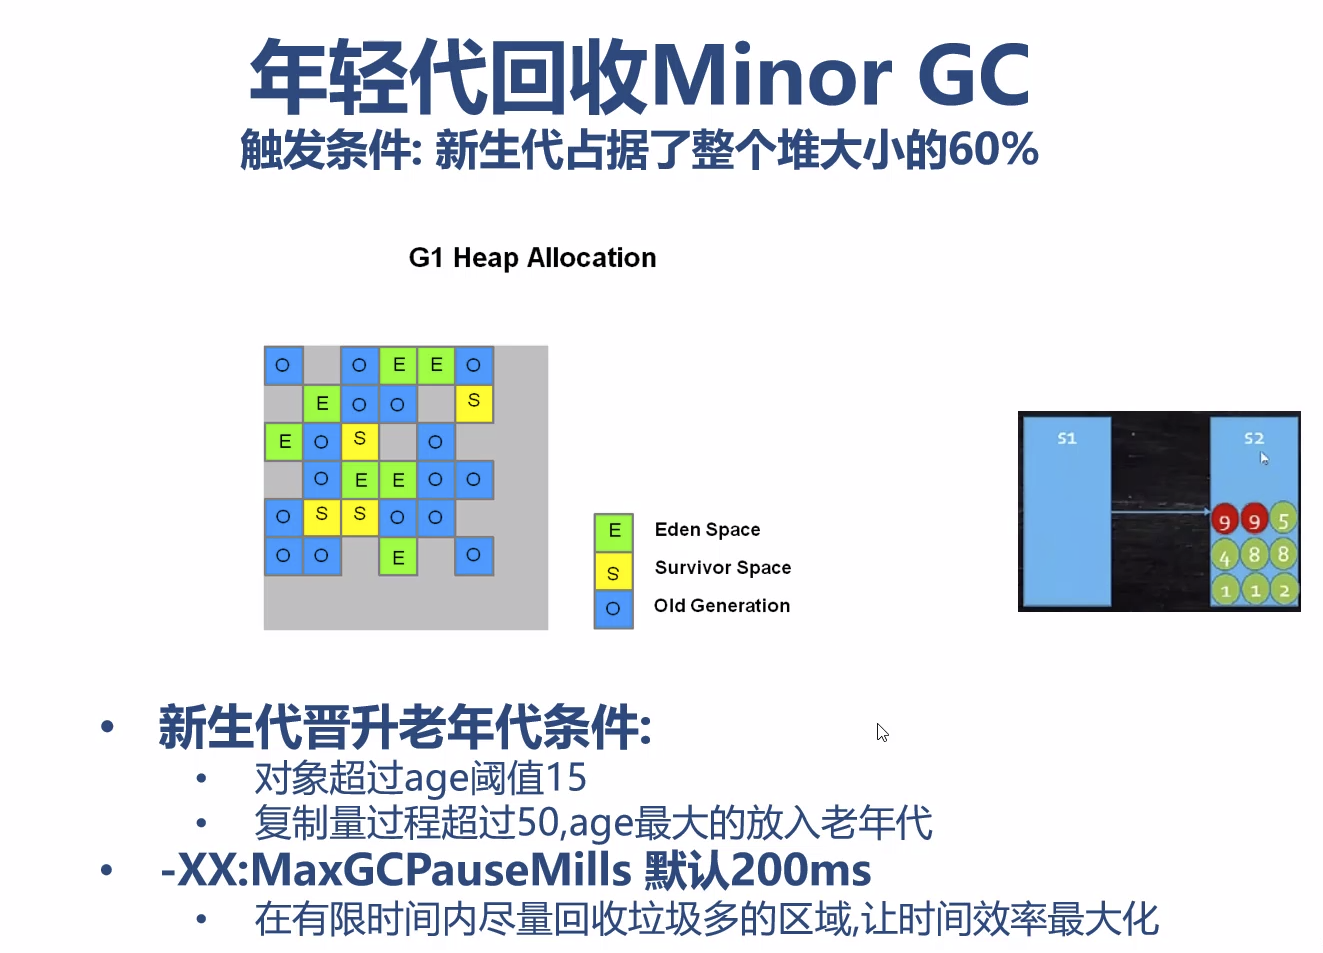 年轻代回收Minor GC
触发条件: 新生代占据了整个堆大小的60%
G1 Heap Allocation
O O E E O
E O O S
E O S O
O E E O O
O S S O O
O O E O
E Eden Space
S Survivor Space
O Old Generation
S1 S2
9 9 5
4 8 8
1 1 2
• 新生代晋升老年代条件:
• 对象超过age阈值15
• 复制量过程超过50,age最大的放入老年代
• -XX:MaxGCPauseMills 默认200ms
• 在有限时间内尽量回收垃圾多的区域,让时间效率最大化